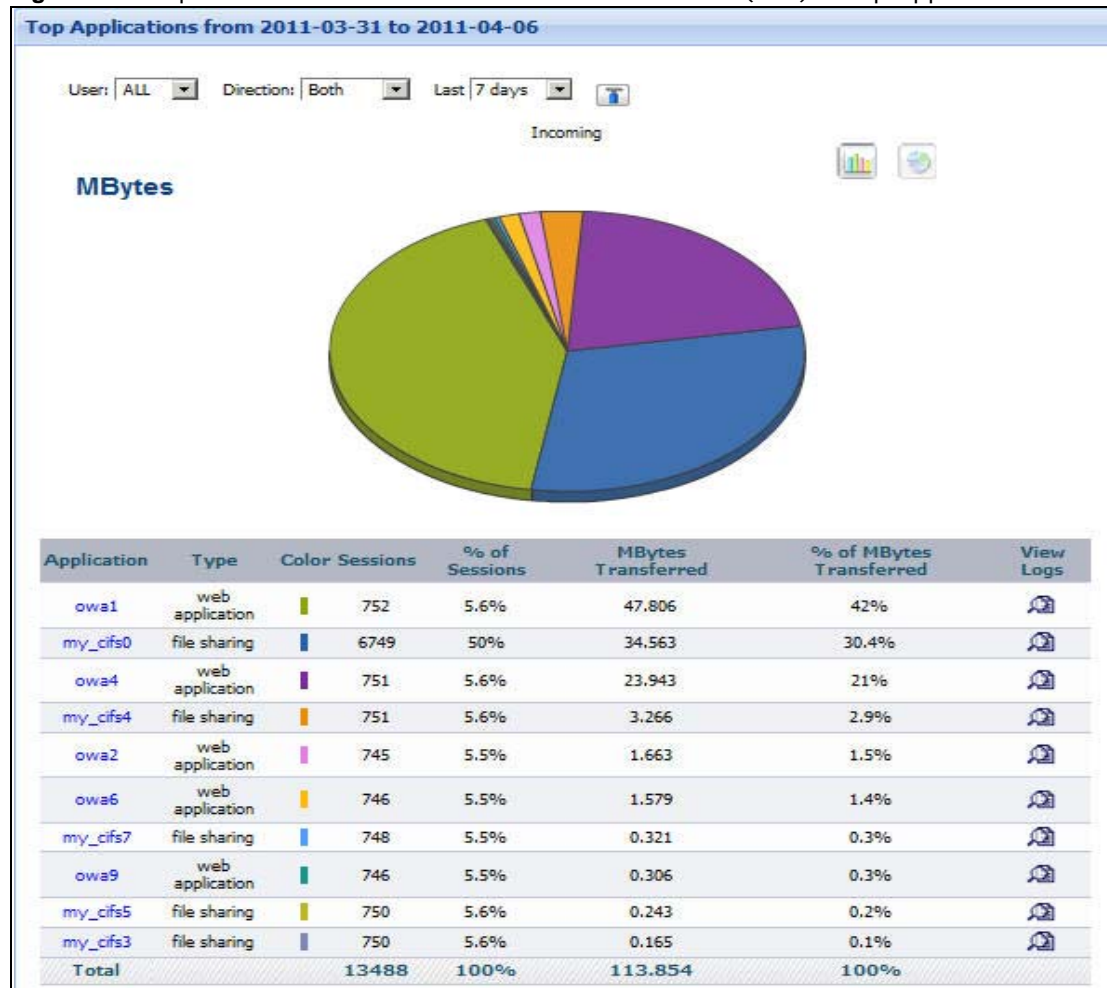 Top Applications from 2011-03-31 to 2011-04-06
User: ALL Direction: Both Last 7 days
Incoming
MBytes
Application Type Color Sessions % of Sessions MBytes Transferred % of MBytes Transferred View Logs
owa1 web application 752 5.6% 47.806 42%
my_cifs0 file sharing 6749 50% 34.563 30.4%
owa4 web application 751 5.6% 23.943 21%
my_cifs4 file sharing 751 5.6% 3.266 2.9%
owa2 web application 745 5.5% 1.663 1.5%
owa6 web application 746 5.5% 1.579 1.4%
my_cifs7 file sharing 748 5.5% 0.321 0.3%
owa9 web application 746 5.5% 0.306 0.3%
my_cifs5 file sharing 750 5.6% 0.243 0.2%
my_cifs3 file sharing 750 5.6% 0.165 0.1%
Total 13488 100% 113.854 100%